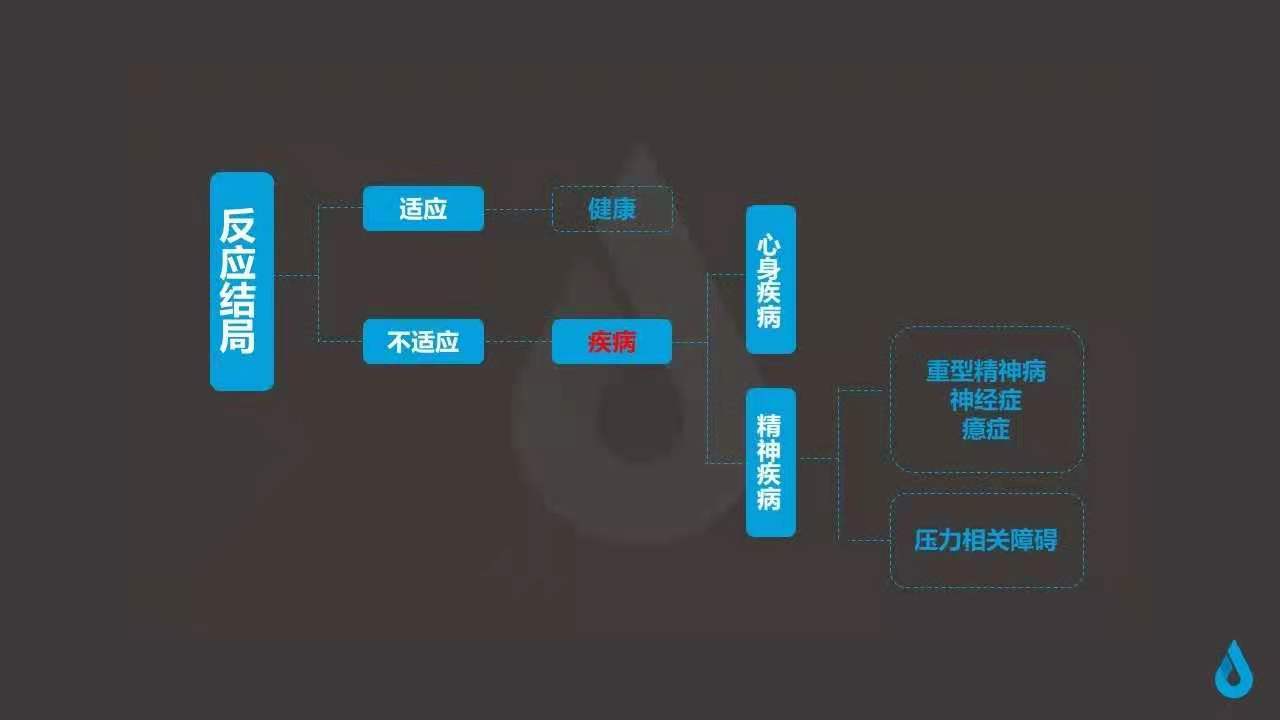 反应结局
适应
健康
不适应
疾病
心身疾病
精神疾病
重型精神病
神经症
癔症
压力相关障碍